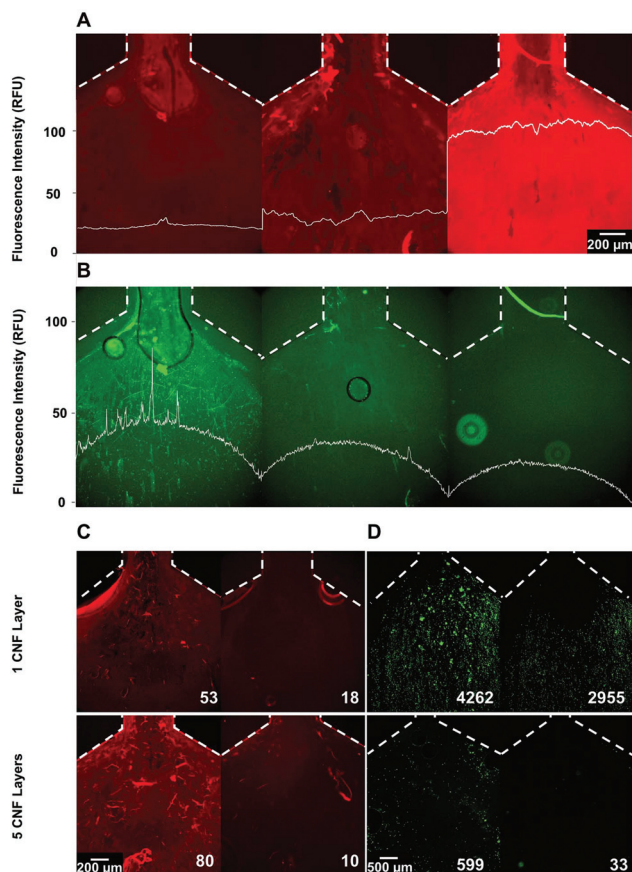 A
Fluorescence Intensity (RFU)
100
50
0
200 µm
B
Fluorescence Intensity (RFU)
100
50
0
C
D
1 CNF Layer
53
18
4262
2955
5 CNF Layers
200 µm
80
10
500 µm
599
33